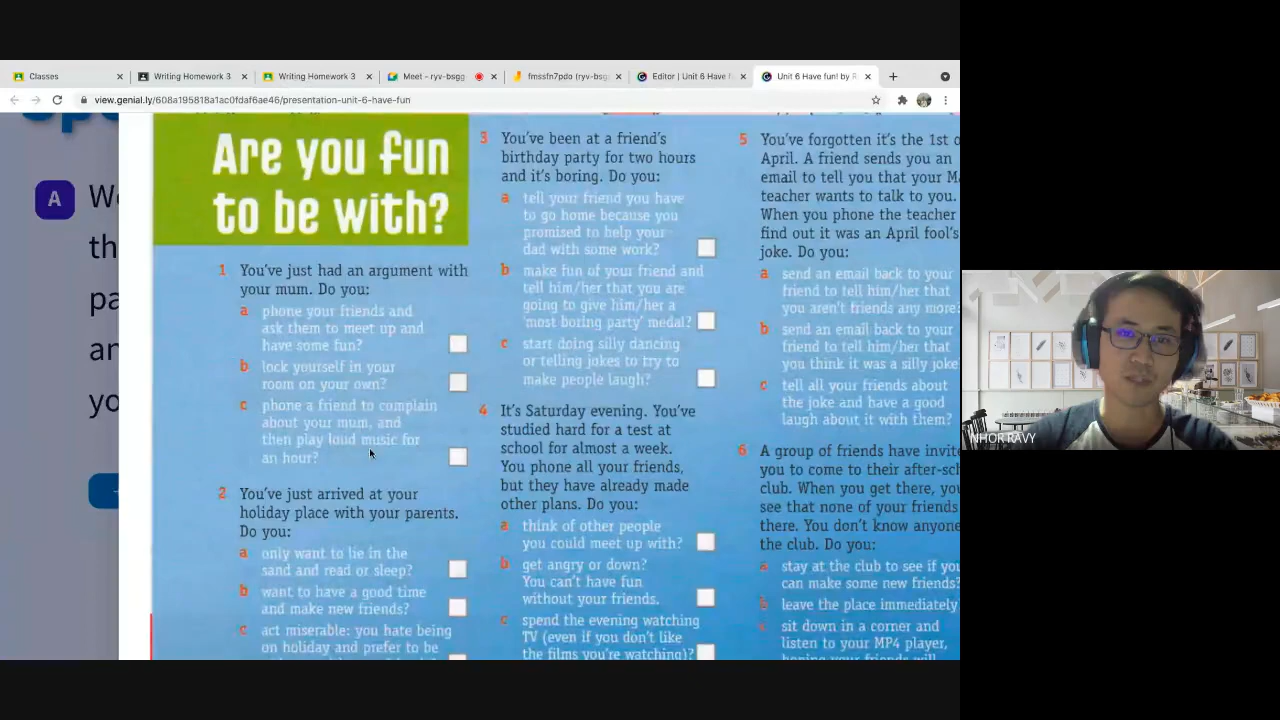 Classes
Writing Homework 3
Writing Homework 3
Meet - ryv-bsgg
fmssfn7pdo (ryv-bsg
Editor | Unit 6 Have f
Unit 6 Have fun! by R
view.genial.ly/608a195818a1ac0fdaf6ae46/presentation-unit-6-have-fun
A
Are you fun
to be with?
1 You've just had an argument with
your mum. Do you:
a phone your friends and
ask them to meet up and
have some fun?
b lock yourself in your
room on your own?
c phone a friend to complain
about your mum, and
then play loud music for
an hour?
2 You've just arrived at your
holiday place with your parents.
Do you:
a only want to lie in the
sand and read or sleep?
b want to have a good time
and make new friends?
c act miserable: you hate being
on holiday and prefer to be
3 You've been at a friend's
birthday party for two hours
and it's boring. Do you:
a tell your friend you have
to go home because you
promised to help your
dad with some work?
b make fun of your friend and
tell him/her that you are
going to give him/her a
'most boring party' medal?
c start doing silly dancing
or telling jokes to try to
make people laugh?
4 It's Saturday evening. You've
studied hard for a test at
school for almost a week.
You phone all your friends,
but they have already made
other plans. Do you:
a think of other people
you could meet up with?
b get angry or down?
You can't have fun
without your friends.
c spend the evening watching
TV (even if you don't like
the films you're watching)?
5 You've forgotten it's the 1st o
April. A friend sends you an
email to tell you that your M
teacher wants to talk to you.
When you phone the teacher
find out it was an April fool's
joke. Do you:
a send an email back to your
friend to tell him/her that
you aren't friends any more?
b send an email back to your
friend to tell him/her that
you think it was a silly joke
c tell all your friends about
the joke and have a good
laugh about it with them?
6 A group of friends have invite
you to come to their after-sc
club. When you get there, yo
see that none of your friends
there. You don't know anyone
the club. Do you:
a stay at the club to see if you
can make some new friends?
b leave the place immediately
c sit down in a corner and
listen to your MP4 player,
hoping your friends will
NHOR RAVY